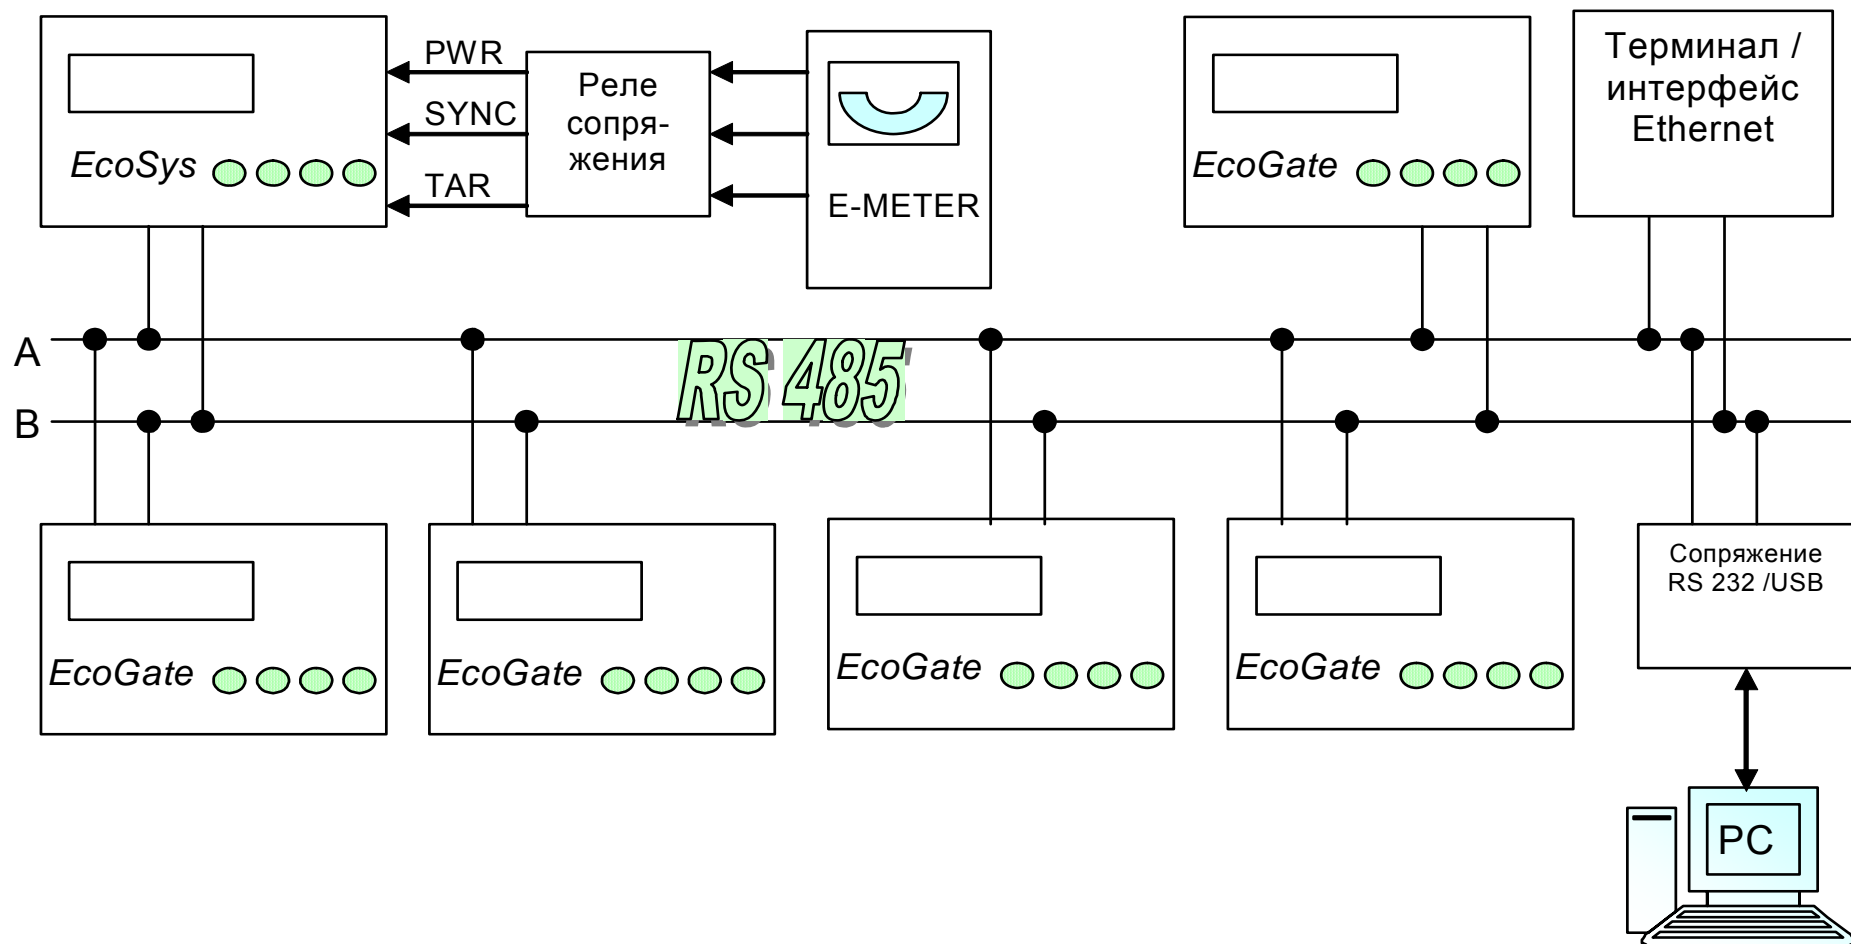 PWR
SYNC
TAR
EcoSys
Реле
сопря-
жения
E-METER
EcoGate
Терминал /
интерфейс
Ethernet
A
RS 485
B
EcoGate
EcoGate
EcoGate
EcoGate
Сопряжение
RS 232 /USB
PC